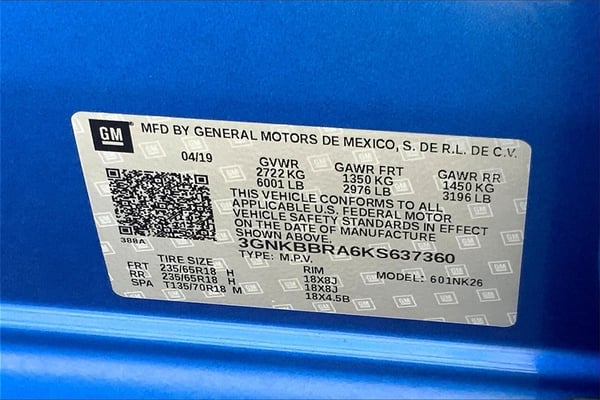 GM MFD BY GENERAL MOTORS DE MEXICO, S. DE R.L. DE C.V.
04/19 GVWR GAWR FRT GAWR RR
2722 KG 1350 KG 1450 KG
6001 LB 2976 LB 3196 LB
THIS VEHICLE CONFORMS TO ALL
APPLICABLE U.S. FEDERAL MOTOR
VEHICLE SAFETY STANDARDS IN EFFECT
ON THE DATE OF MANUFACTURE
SHOWN ABOVE.
388A
3GNKBBRA6KS637360
TYPE: M.P.V. MODEL: 601NK26
TIRE SIZE RIM
FRT 235/65R18 H 18X8J
RR 235/65R18 H 18X8J
SPA T135/70R18 M 18X4.5B